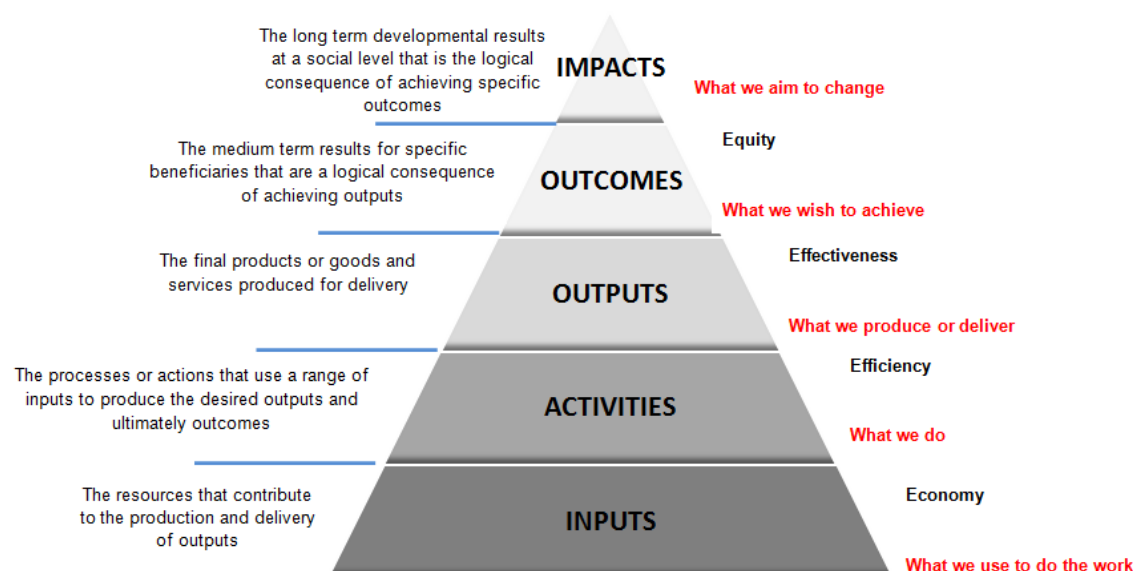 The long term developmental results
at a social level that is the logical
consequence of achieving specific
outcomes
IMPACTS
What we aim to change
The medium term results for specific
beneficiaries that are a logical consequence
of achieving outputs
OUTCOMES
Equity
What we wish to achieve
The final products or goods and
services produced for delivery
OUTPUTS
Effectiveness
What we produce or deliver
The processes or actions that use a range of
inputs to produce the desired outputs and
ultimately outcomes
ACTIVITIES
Efficiency
What we do
The resources that contribute
to the production and delivery
of outputs
INPUTS
Economy
What we use to do the work